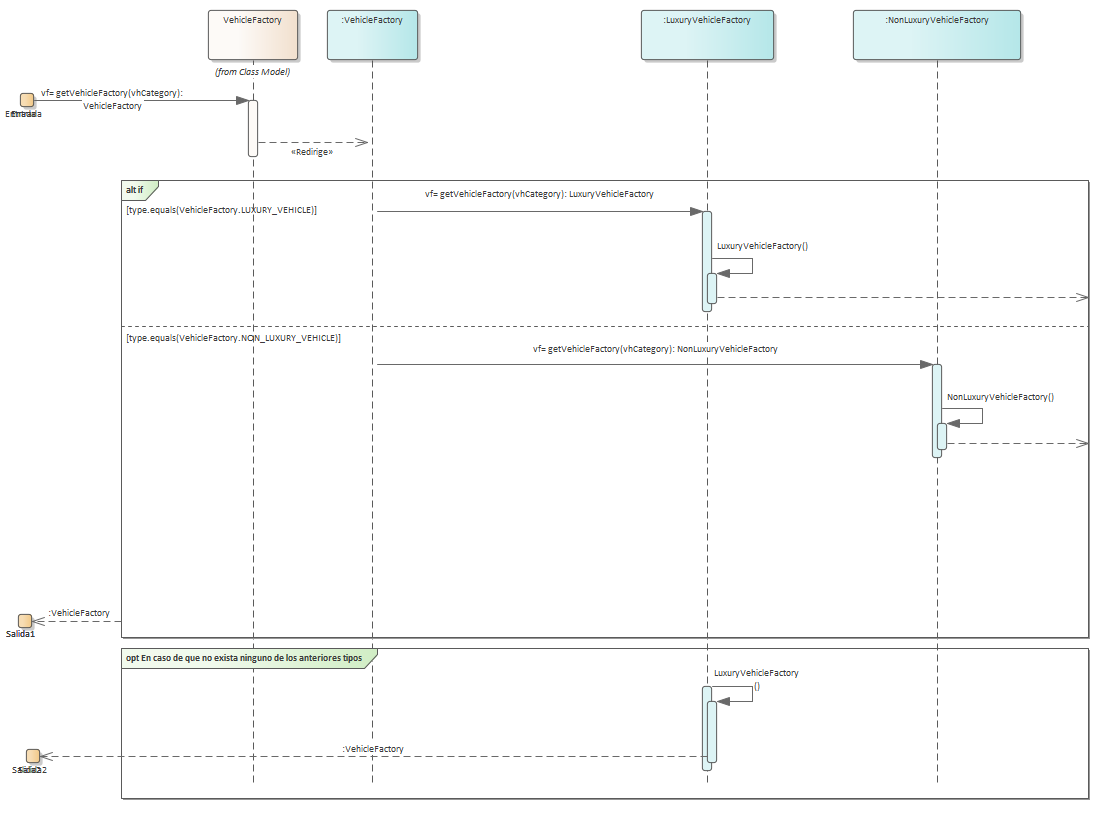 VehicleFactory
:VehicleFactory
:LuxuryVehicleFactory
:NonLuxuryVehicleFactory
(from Class Model)
vf= getVehicleFactory(vhCategory):
VehicleFactory
Entrada
«Redirige»
alt if
vf= getVehicleFactory(vhCategory): LuxuryVehicleFactory
[type.equals(VehicleFactory.LUXURY_VEHICLE)]
LuxuryVehicleFactory()
[type.equals(VehicleFactory.NON_LUXURY_VEHICLE)]
vf= getVehicleFactory(vhCategory): NonLuxuryVehicleFactory
NonLuxuryVehicleFactory()
:VehicleFactory
Salida1
opt En caso de que no exista ninguno de los anteriores tipos
LuxuryVehicleFactory
()
:VehicleFactory
Salida2